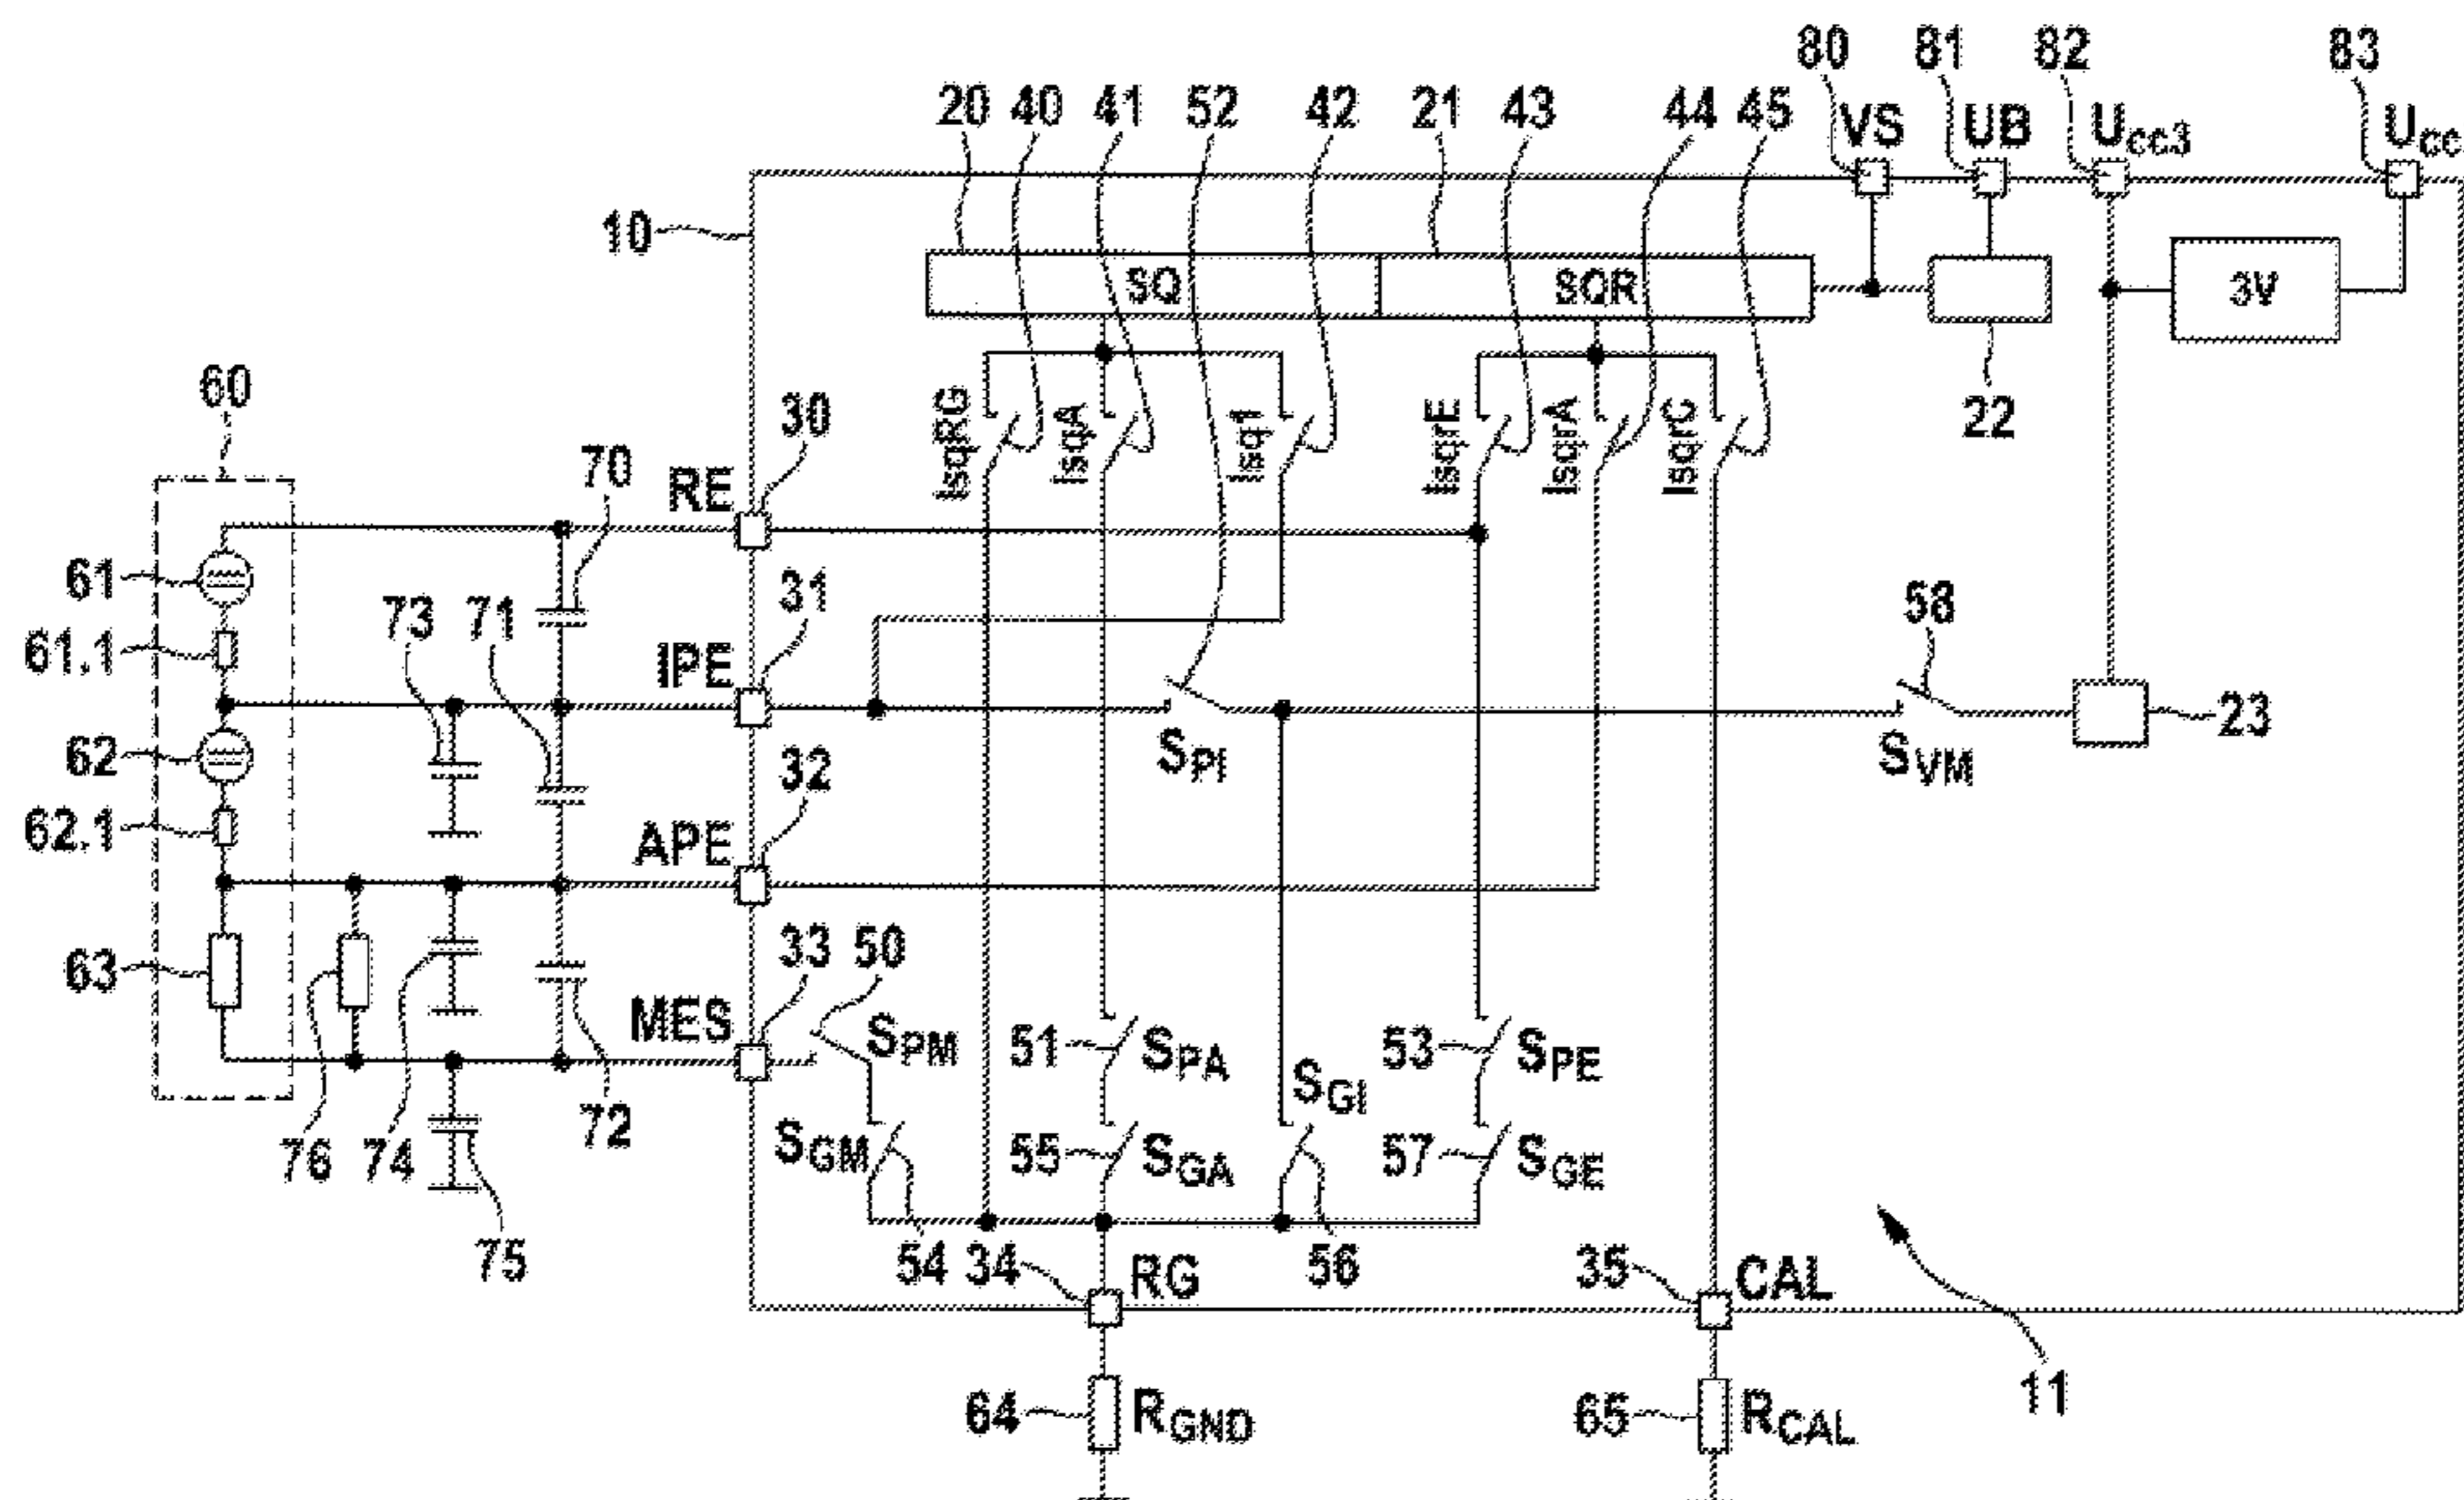 80 81 82 83
20 40 41 52 42 21 43 44 45 VS UB Ucc3 Ucc
10
SQ SQR 3V
60
IsqRG IsqA Isq1 IsqrE IsqrA IsqrC
22
30
70 RE
61
73 71 31
58
61.1
IPE
62 SPI SVM 23
32
62.1
APE
63 33 50
MES SPM 51 SPA 53 SPE
SGI
76 74 72 SGM 55 SGA 57 SGE
75 54 34 RG 56 35 CAL
11
64 RGND 65 RCAL